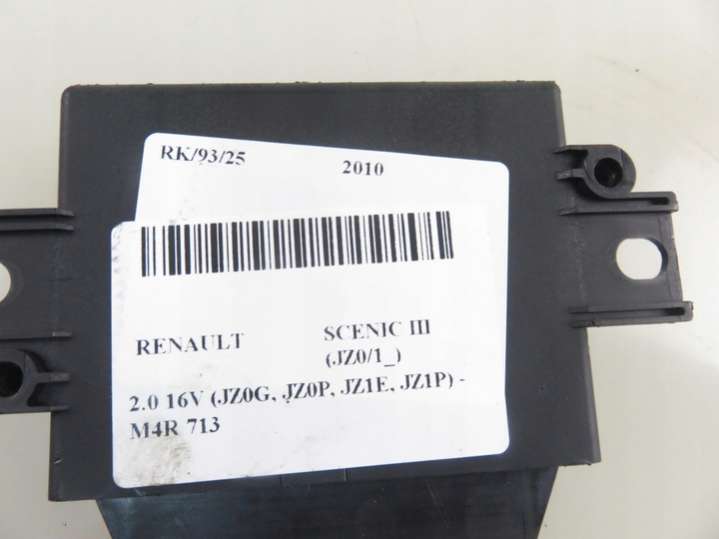 RK/93/25 2010
RENAULT SCENIC III
(JZ0/1_)
2.0 16V (JZ0G, JZ0P, JZ1E, JZ1P) -
M4R 713